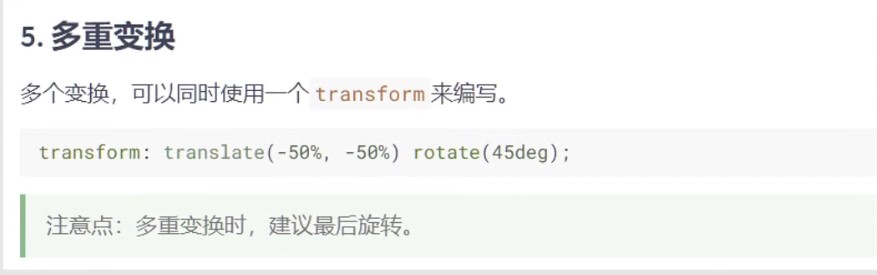 5. 多重变换
多个变换，可以同时使用一个 transform 来编写。
transform: translate(-50%, -50%) rotate(45deg);
注意点：多重变换时，建议最后旋转。